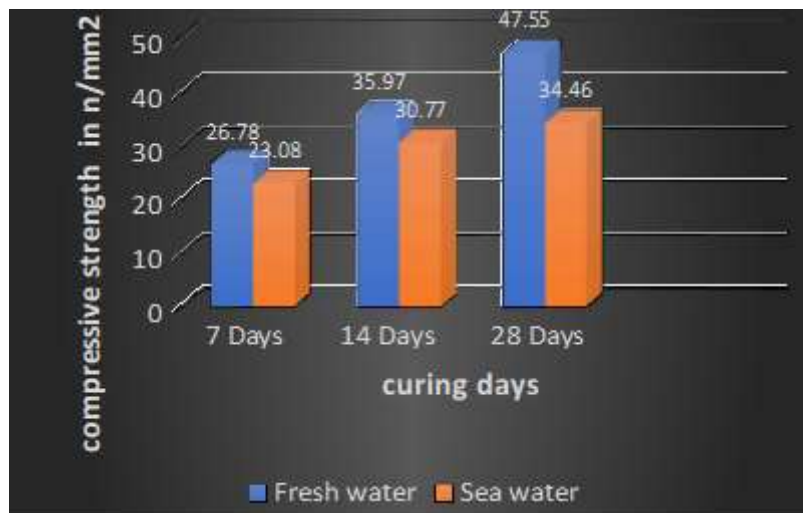 compressive strength in n/mm2
50
40
30
20
10
0
26.78
23.08
35.97
30.77
47.55
34.46
7 Days
14 Days
28 Days
curing days
Fresh water
Sea water